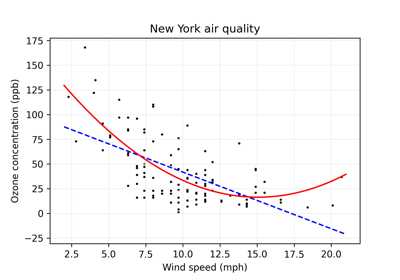 New York air quality
Ozone concentration (ppb)
175
150
125
100
75
50
25
0
−25
2.5 5.0 7.5 10.0 12.5 15.0 17.5 20.0
Wind speed (mph)